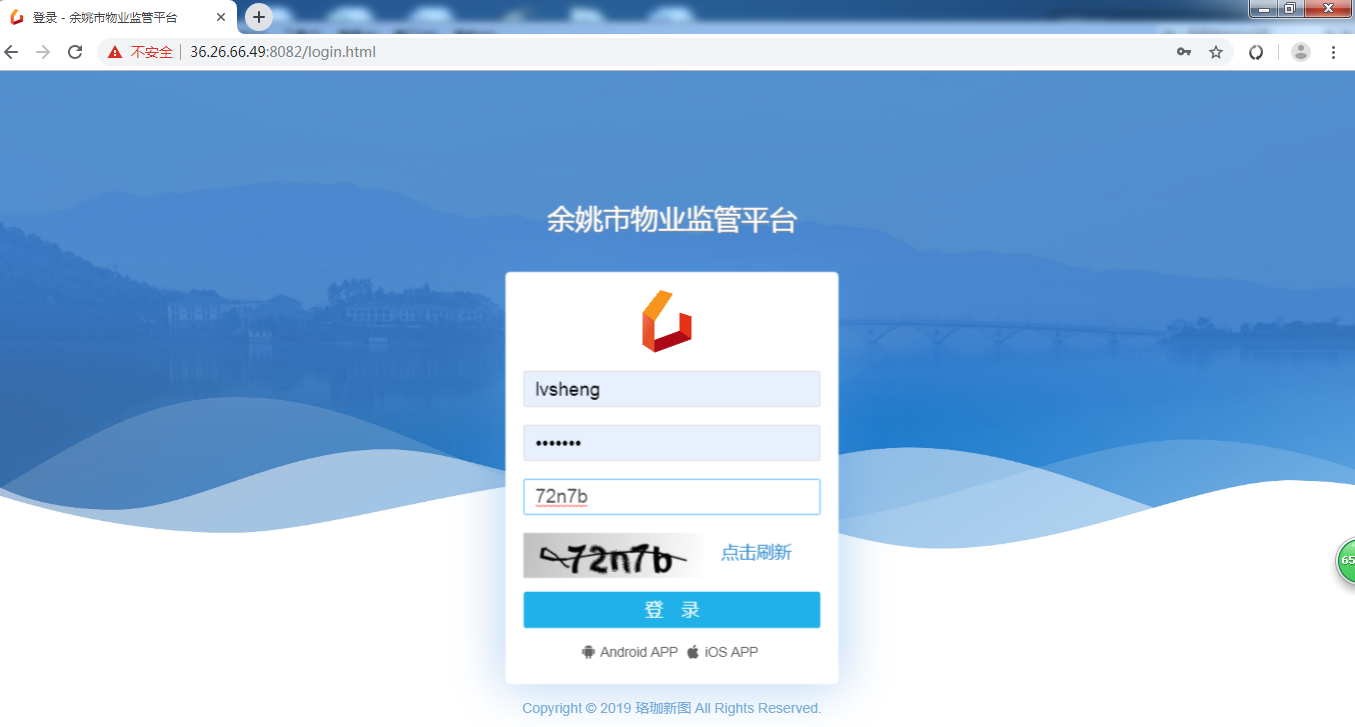 登录 - 余姚市物业监管平台
不安全 36.26.66.49:8082/login.html
余姚市物业监管平台
lvsheng
•••••••
72n7b
72n7b 点击刷新
登 录
Android APP iOS APP
65
Copyright © 2019 珞珈新图 All Rights Reserved.